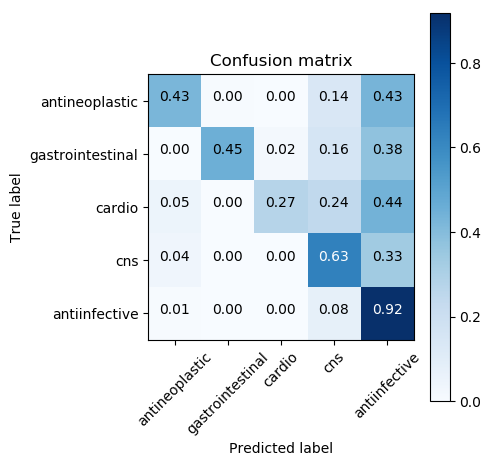 Confusion matrix
True label
antineoplastic 0.43 0.00 0.00 0.14 0.43
gastrointestinal 0.00 0.45 0.02 0.16 0.38
cardio 0.05 0.00 0.27 0.24 0.44
cns 0.04 0.00 0.00 0.63 0.33
antiinfective 0.01 0.00 0.00 0.08 0.92
antineoplastic gastrointestinal cardio cns antiinfective
Predicted label
0.8
0.6
0.4
0.2
0.0